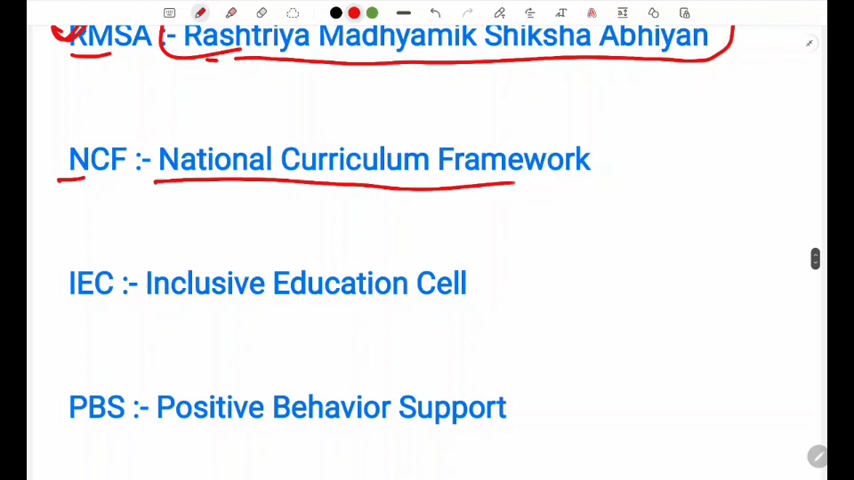 RMSA :- Rashtriya Madhyamik Shiksha Abhiyan
NCF :- National Curriculum Framework
IEC :- Inclusive Education Cell
PBS :- Positive Behavior Support